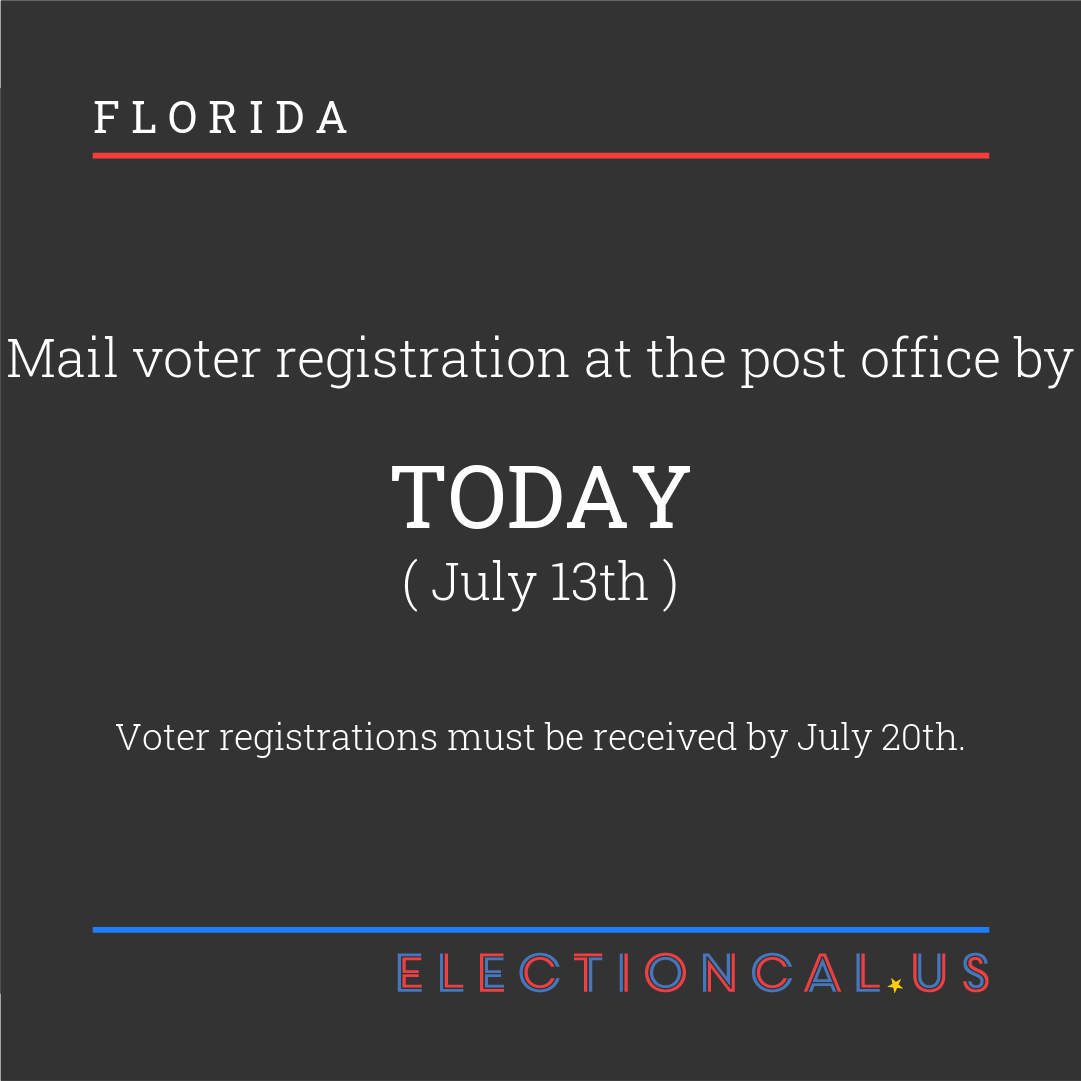 FLORIDA
Mail voter registration at the post office by
TODAY
( July 13th )
Voter registrations must be received by July 20th.
ELECTIONCAL.US